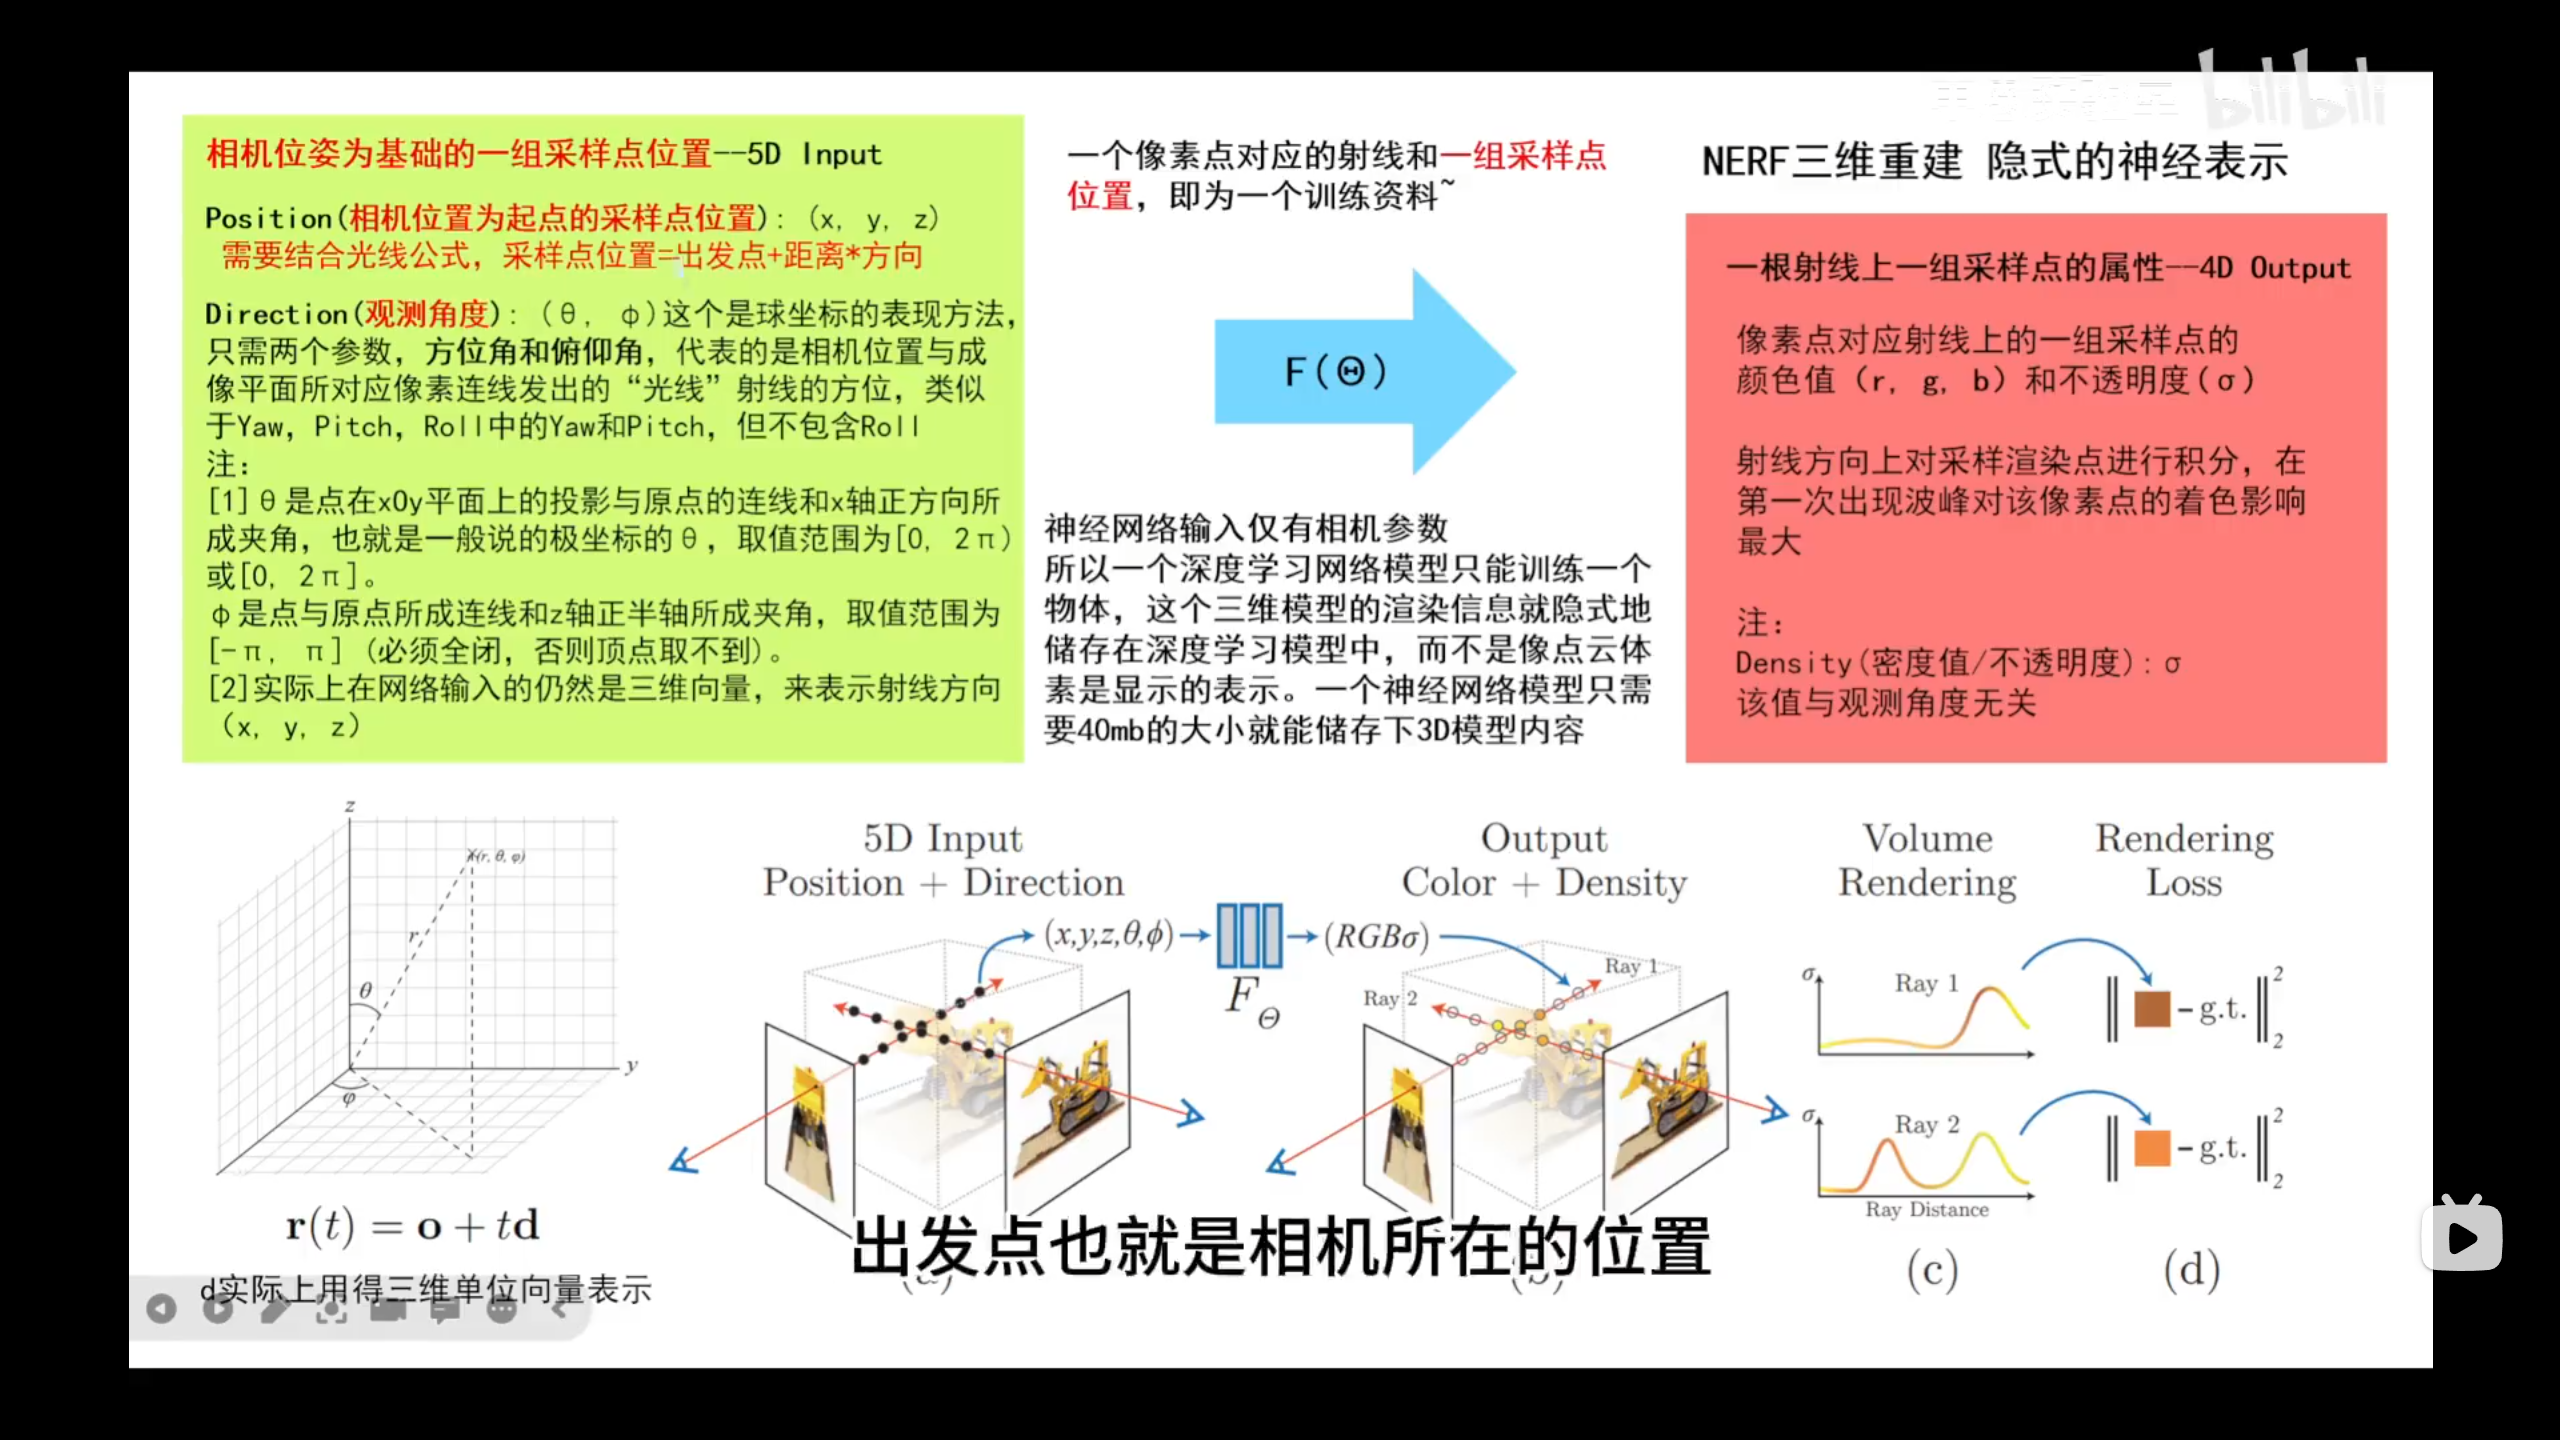 bilibili
相机位姿为基础的一组采样点位置--5D Input
Position(相机位置为起点的采样点位置): (x, y, z)
需要结合光线公式，采样点位置=出发点+距离*方向
Direction(观测角度): (θ, φ)这个是球坐标的表现方法，
只需两个参数，方位角和俯仰角，代表的是相机位置与成
像平面所对应像素连线发出的“光线”射线的方位，类似
于Yaw, Pitch, Roll中的Yaw和Pitch，但不包含Roll
注：
[1]θ是点在xOy平面上的投影与原点的连线和x轴正方向所
成夹角，也就是一般说的极坐标的θ，取值范围为[0, 2π)
或[0, 2π]。
φ是点与原点所成连线和z轴正半轴所成夹角，取值范围为
[-π, π] (必须全闭，否则顶点取不到)。
[2]实际上在网络输入的仍然是三维向量，来表示射线方向
(x, y, z)
一个像素点对应的射线和一组采样点
位置，即为一个训练资料~
F(Θ)
神经网络输入仅有相机参数
所以一个深度学习网络模型只能训练一个
物体，这个三维模型的渲染信息就隐式地
储存在深度学习模型中，而不是像点云体
素是显示的表示。一个神经网络模型只需
要40mb的大小就能储存下3D模型内容
NERF三维重建 隐式的神经表示
一根射线上一组采样点的属性--4D Output
像素点对应射线上的一组采样点的
颜色值（r, g, b）和不透明度(σ)
射线方向上对采样渲染点进行积分，在
第一次出现波峰对该像素点的着色影响
最大
注：
Density(密度值/不透明度):σ
该值与观测角度无关
z
(r, θ, φ)
r
θ
y
φ
r(t) = o + td
d实际上用得三维单位向量表示
5D Input
Position + Direction
(x,y,z,θ,ϕ)
F_Θ
Output
Color + Density
(RGBσ)
Ray 1
Ray 2
Volume
Rendering
σ
Ray 1
σ
Ray 2
Ray Distance
(c)
Rendering
Loss
‖ - g.t. ‖₂²
‖ - g.t. ‖₂²
(d)
出发点也就是相机所在的位置